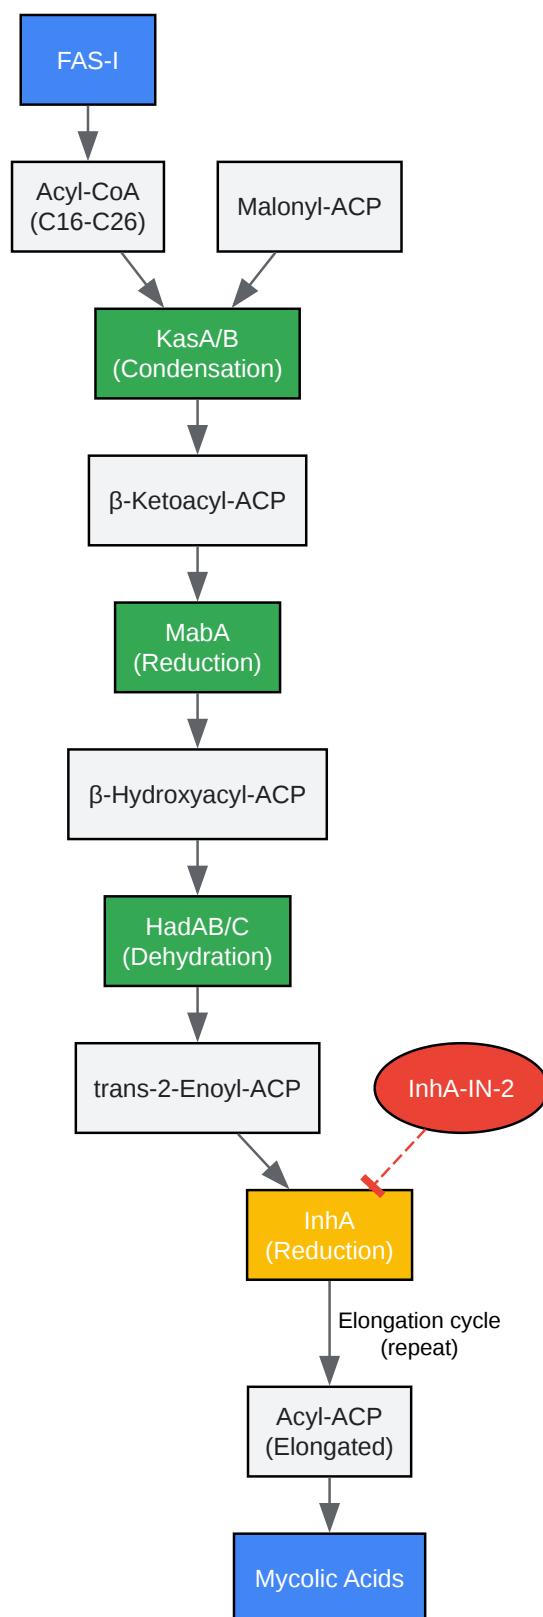 FAS-I
Acyl-CoA
(C16-C26)
Malonyl-ACP
KasA/B
(Condensation)
β-Ketoacyl-ACP
MabA
(Reduction)
β-Hydroxyacyl-ACP
HadAB/C
(Dehydration)
trans-2-Enoyl-ACP
InhA-IN-2
InhA
(Reduction)
Elongation cycle
(repeat)
Acyl-ACP
(Elongated)
Mycolic Acids